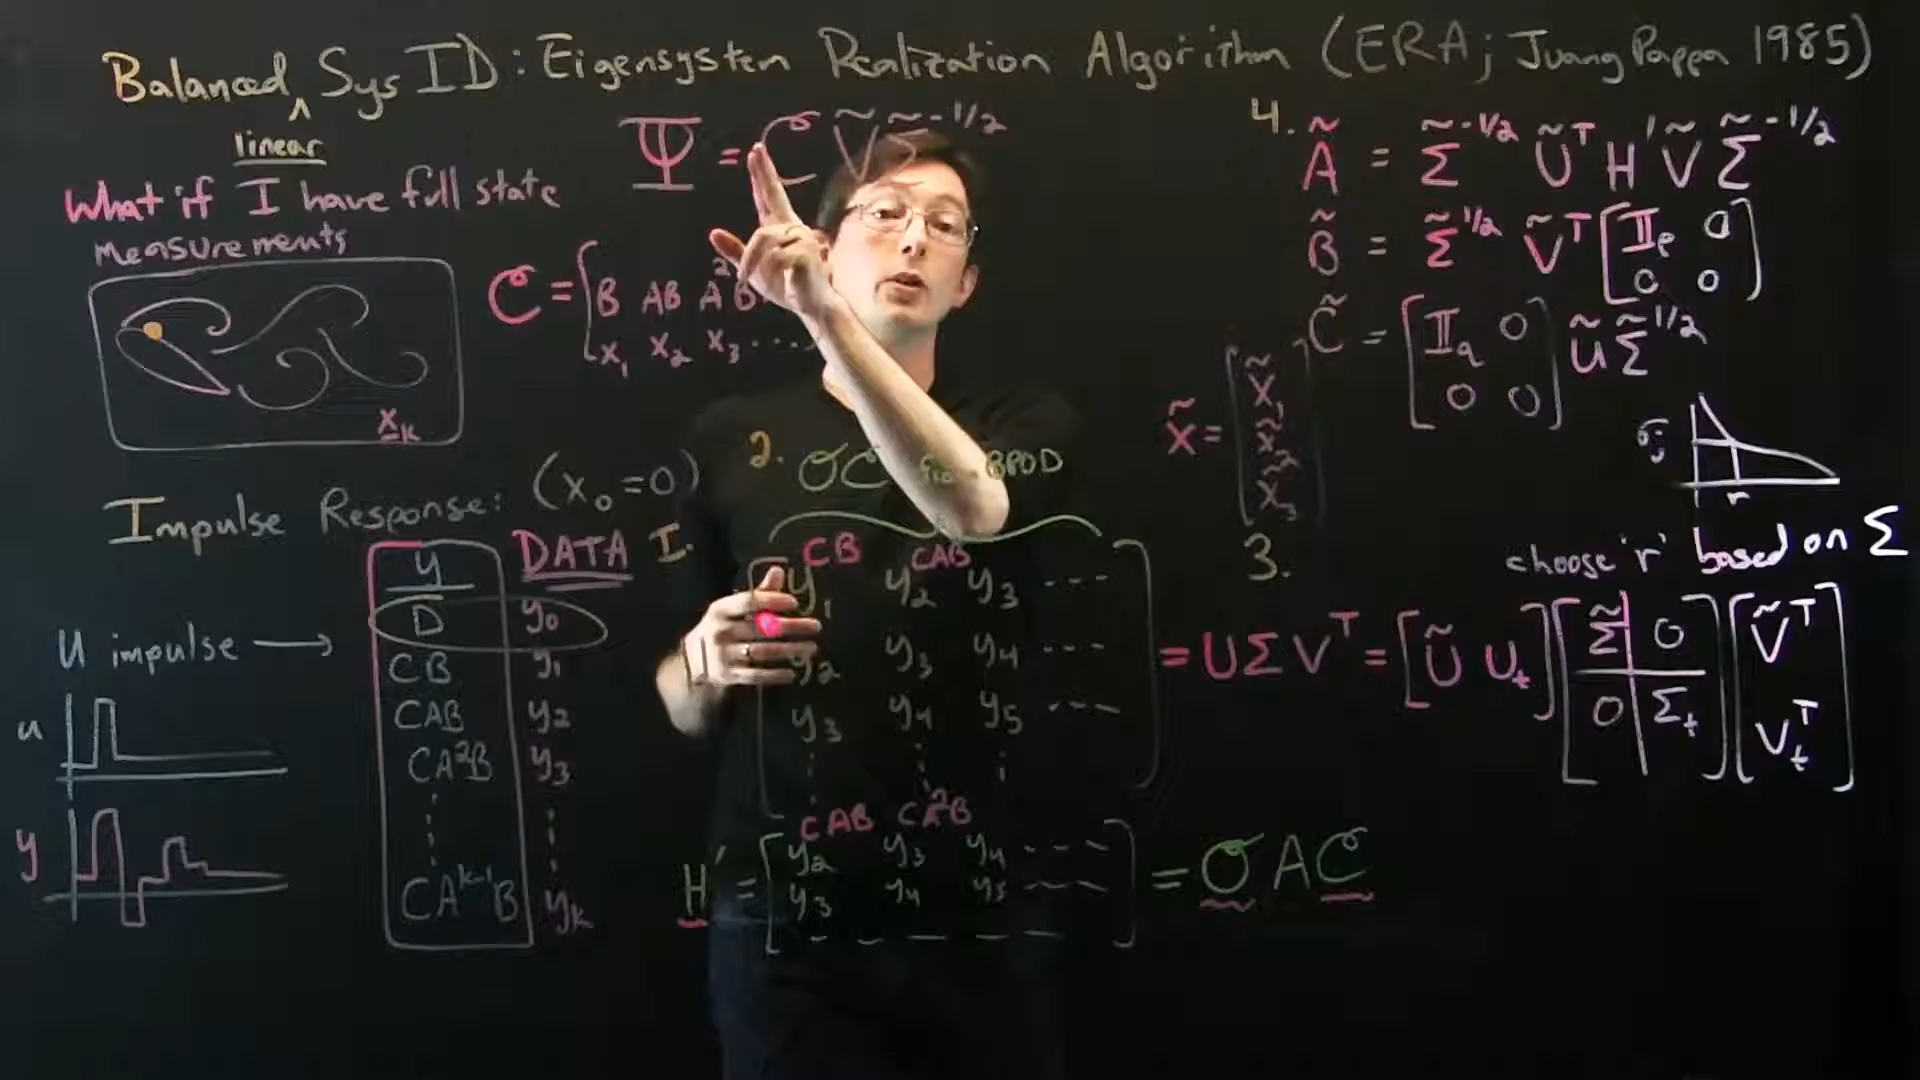 Balanced ^ Sys ID: Eigensystem Realization Algorithm (ERA; Juang Pappa 1985)
linear
What if I have full state
measurements
x_k
Ψ = 𝒞 Ṽ Σ̃^{-1/2}
𝒞 = [B AB A²B
x₁ x₂ x₃ ....
Impulse Response: (x₀=0)
U impulse →
u
y
DATA 1.
y
D y₀
CB y₁
CAB y₂
CA²B y₃
CA^{k-1}B y_k
2. 𝒪𝒞 BPOD
CB CAB
y₁ y₂ y₃ ---
y₂ y₃ y₄ ---
y₃ y₄ y₅ ---
= UΣV^T = [Ũ U_t] [Σ̃ 0; 0 Σ_t] [Ṽ^T; V_t^T]
CAB CA²B
H' = [y₂ y₃ y₄ ---
y₃ y₄ y₅ ---] = 𝒪A𝒞
3.
choose 'r' based on Σ
σ_j
r
x̃ = [x̃₁ x̃₂ x̃₃]
4. Ã = Σ̃^{-1/2} Ũ^T H' Ṽ Σ̃^{-1/2}
B̃ = Σ̃^{1/2} Ṽ^T [I_p 0; 0 0]
C̃ = [I_q 0; 0 0] Ũ Σ̃^{1/2}